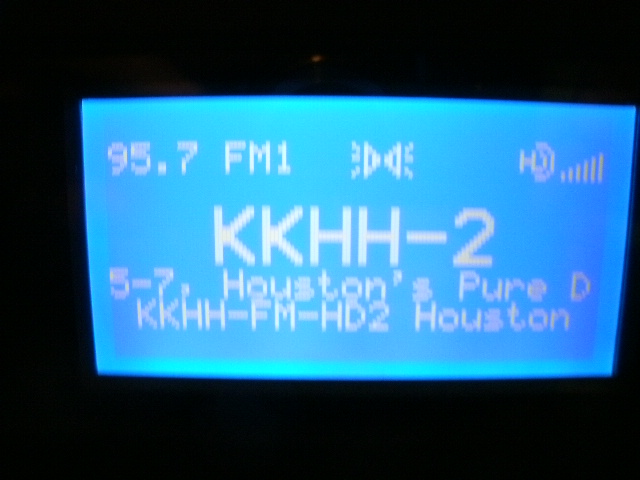 95.7 FM1
KKHH-2
5-7, Houston's Pure D
KKHH-FM-HD2 Houston